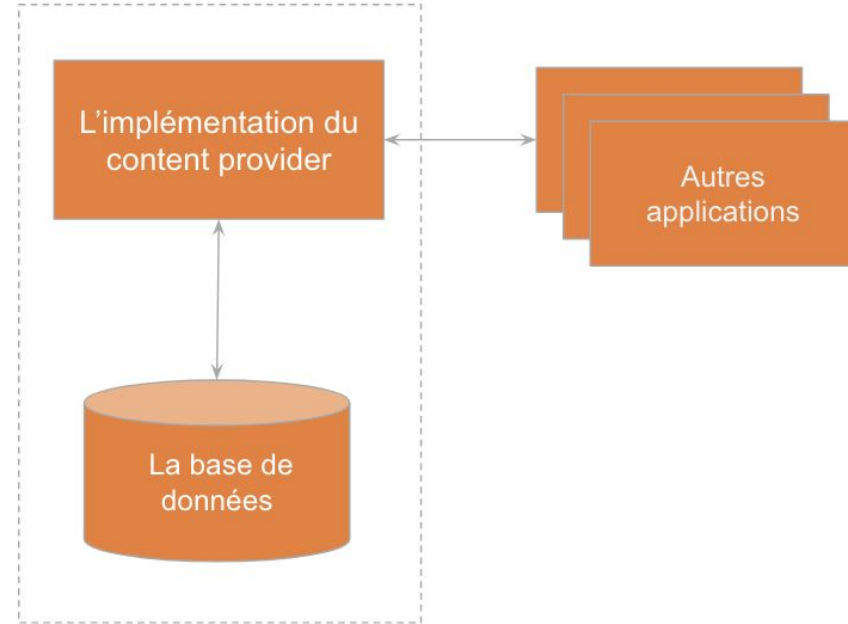 L’implémentation du
content provider
Autres
applications
La base de
données